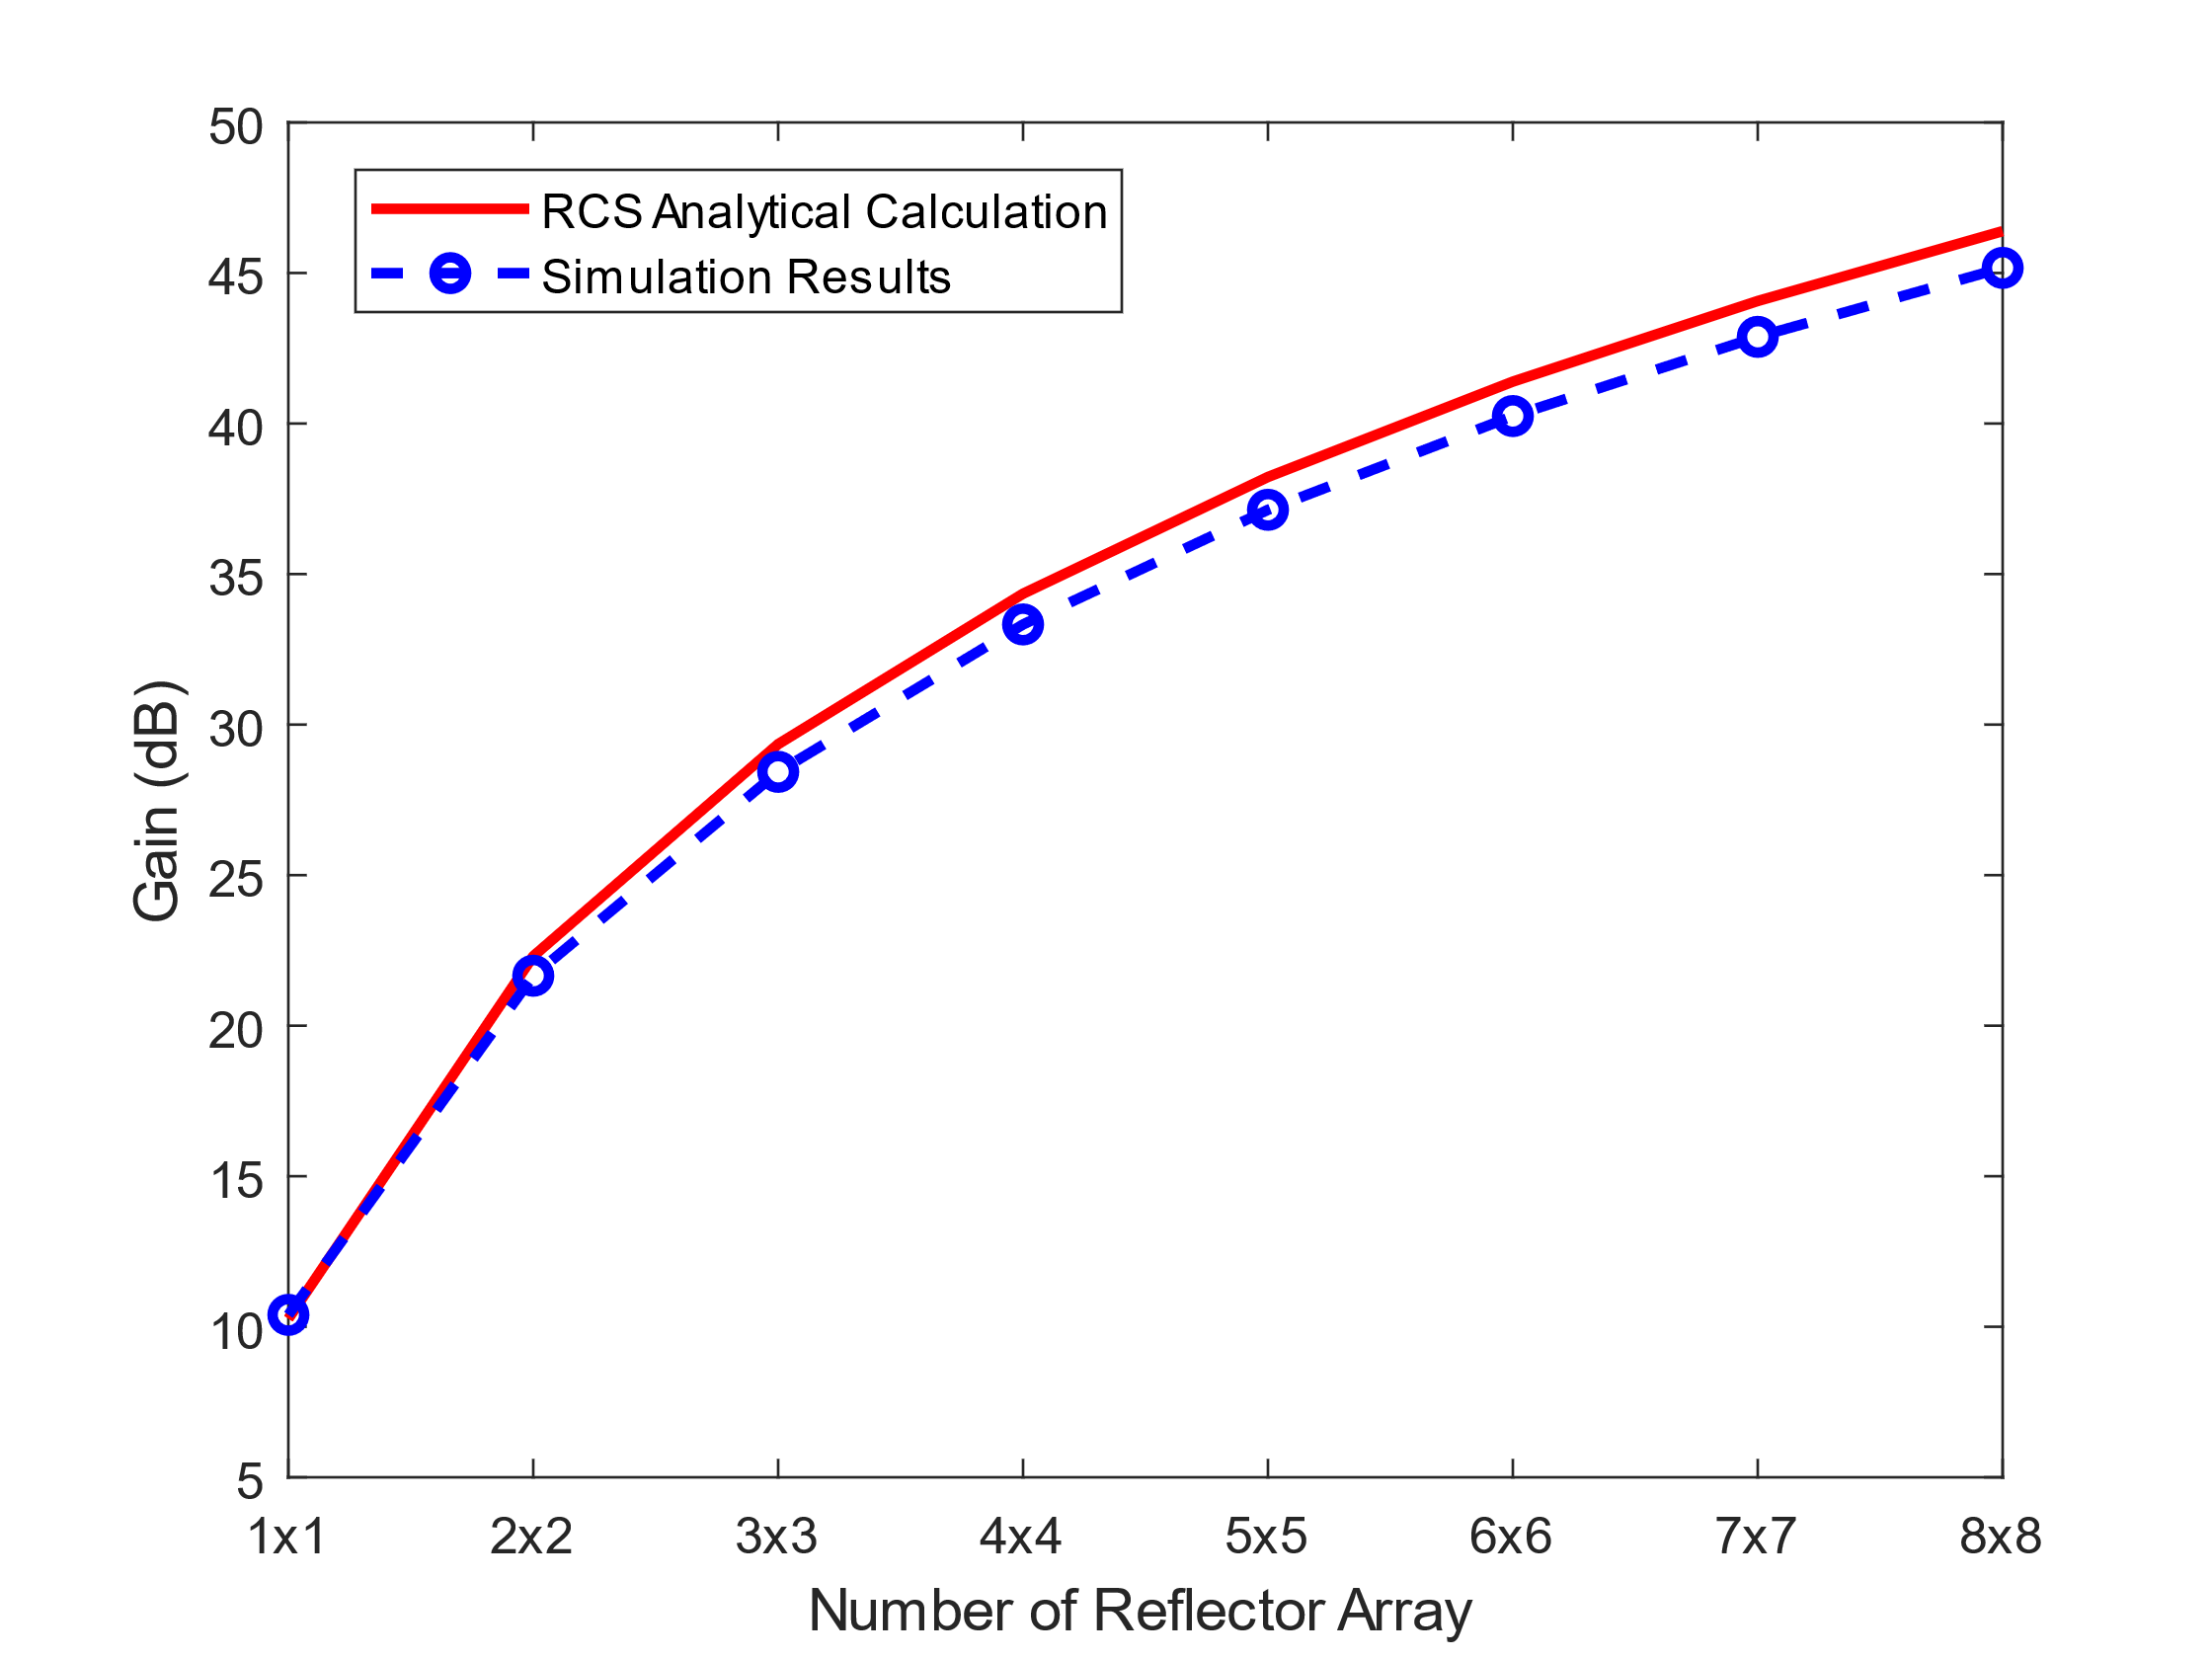 50
45
40
35
30
25
20
15
10
5
RCS Analytical Calculation
Simulation Results
Gain (dB)
1x1 2x2 3x3 4x4 5x5 6x6 7x7 8x8
Number of Reflector Array